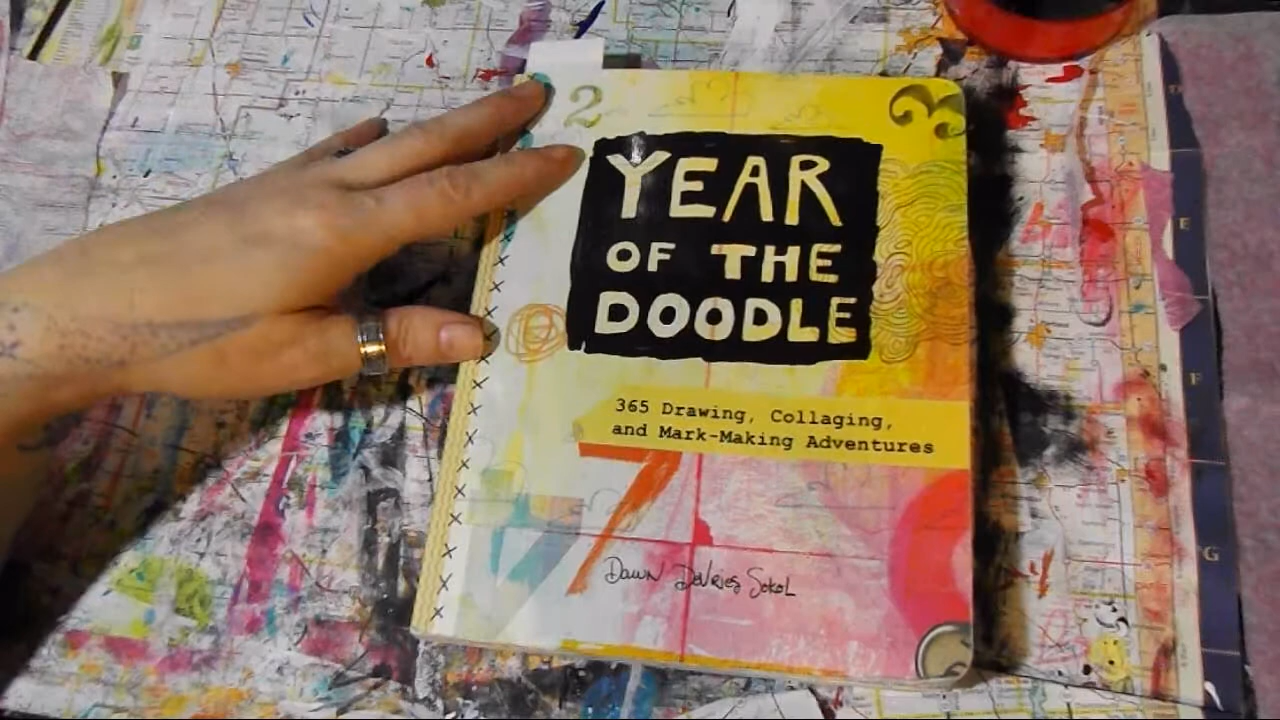 2
3
YEAR
OF THE
DOODLE
365 Drawing, Collaging,
and Mark-Making Adventures
7
Dawn DeVries Sokol
E
F
G